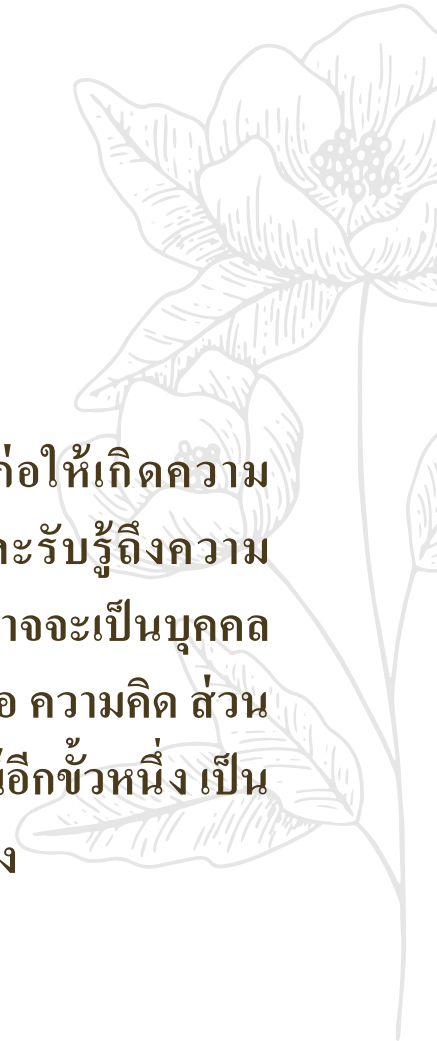 ก่อให้เกิดความ
ละรับรู้ถึงความ
าจจะเป็นบุคคล
อ ความคิด ส่วน
อีกขั้วหนึ่ง เป็น
ง